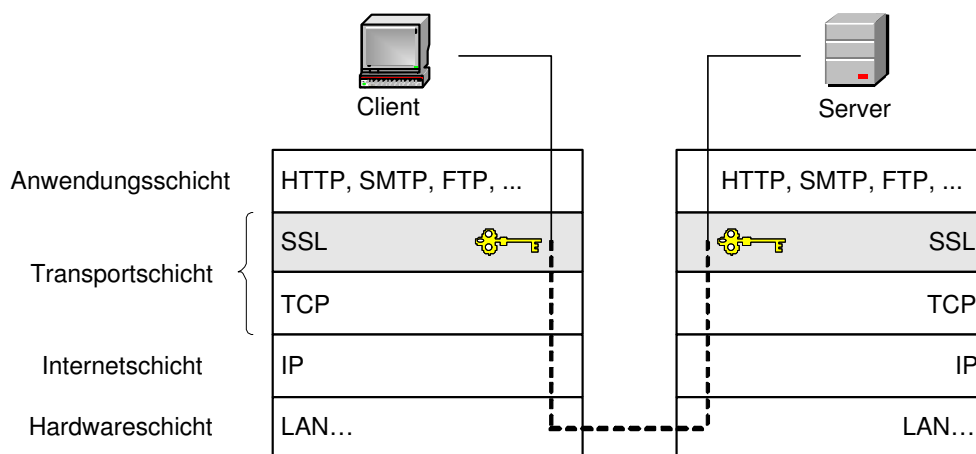 Client
Server
Anwendungsschicht
HTTP, SMTP, FTP, ...
HTTP, SMTP, FTP, ...
Transportschicht
SSL
SSL
TCP
TCP
Internetschicht
IP
IP
Hardwareschicht
LAN…
LAN…